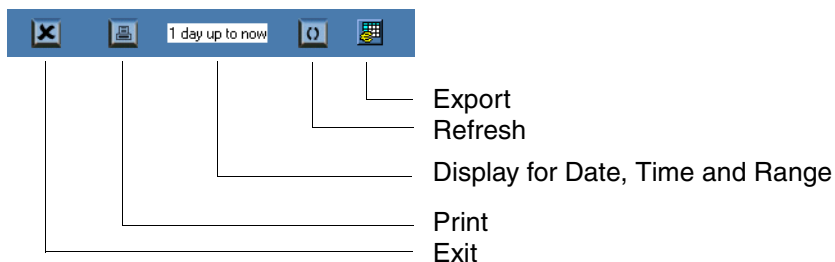 1 day up to now
Export
Refresh
Display for Date, Time and Range
Print
Exit